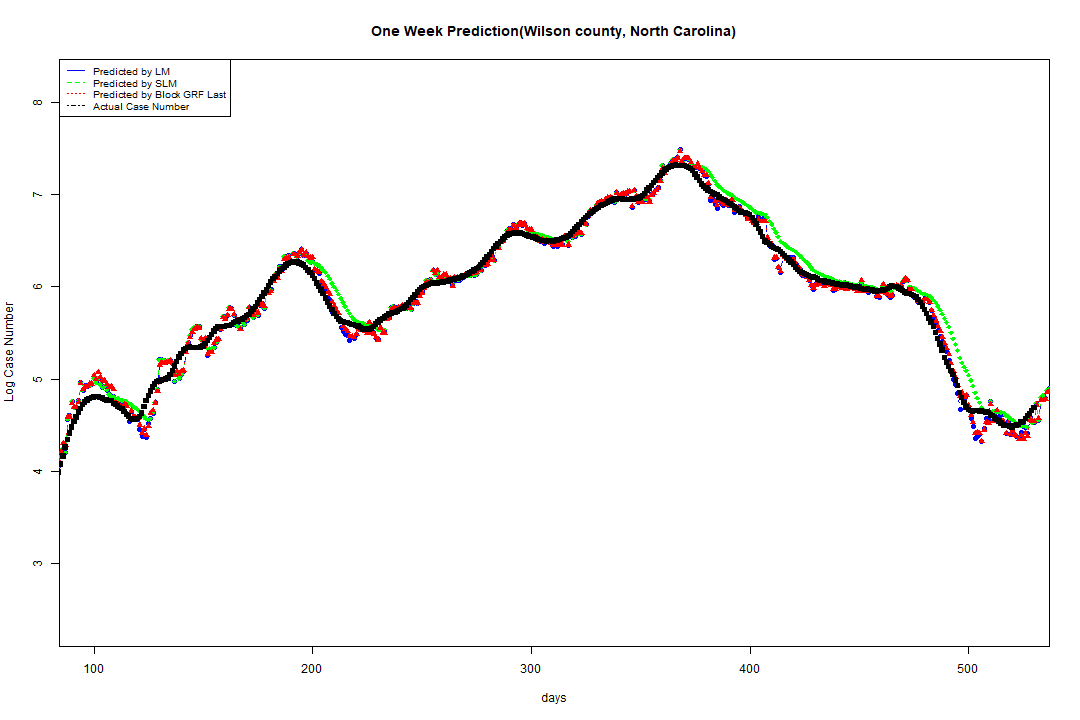 One Week Prediction(Wilson county, North Carolina)
Predicted by LM
Predicted by SLM
Predicted by Block GRF Last
Actual Case Number
8
7
6
5
4
3
Log Case Number
100 200 300 400 500
days